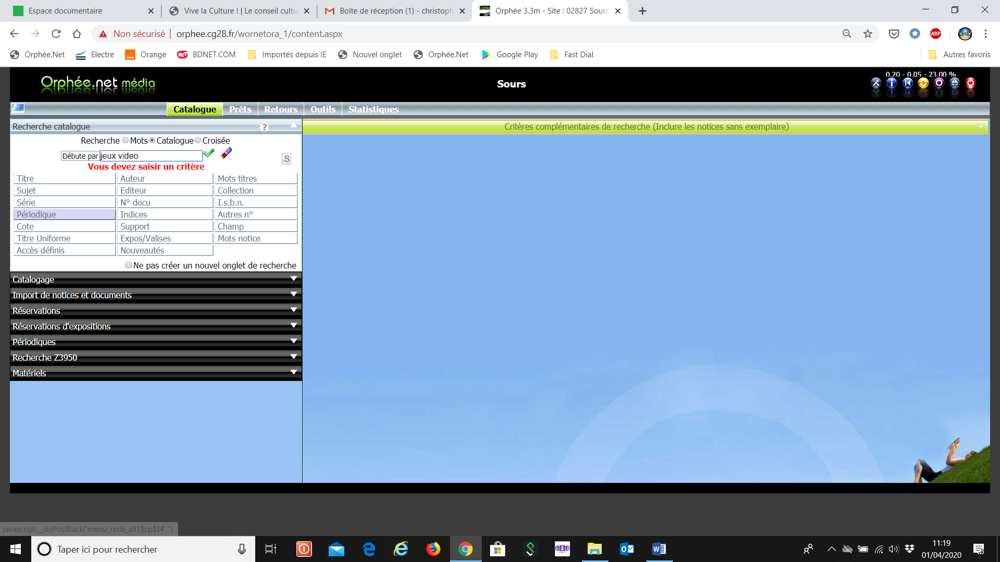 Espace documentaire
Vive la Culture ! | Le conseil cultu
Boîte de réception (1) - christoph
Orphée 3.3m - Site : 02827 Sours
Non sécurisé | orphee.cg28.fr/wornetora_1/content.aspx
ABP
Orphée.Net Electre Orange BDNET.COM Importés depuis IE Nouvel onglet Orphée.Net Google Play Fast Dial Autres favoris
Orphée.net média
Sours
0.20 - 0.05 - 23.00 %
Catalogue Prêts Retours Outils Statistiques
Recherche catalogue ?
Critères complémentaires de recherche (Inclure les notices sans exemplaire)
Recherche Mots Catalogue Croisée
Débute par jeux video
.S
Vous devez saisir un critère
Titre Auteur Mots titres
Sujet Editeur Collection
Série N° docu I.s.b.n.
Périodique Indices Autres n°
Cote Support Champ
Titre Uniforme Expos/Valises Mots notice
Accès définis Nouveautés
Ne pas créer un nouvel onglet de recherche
Catalogage
Import de notices et documents
Réservations
Réservations d'expositions
Périodiques
Recherche Z3950
Matériels
javascript:__doPostBack('menu_rech_all1$cp$t4','')
Taper ici pour rechercher
11:19
01/04/2020